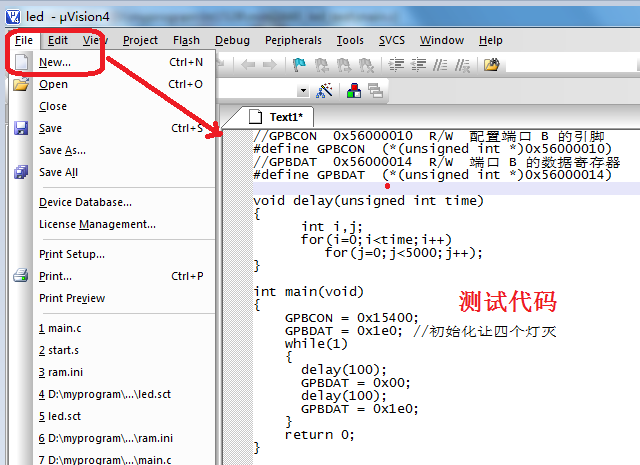 led - µVision4
File Edit View Project Flash Debug Peripherals Tools SVCS Window Help
New... Ctrl+N
Open Ctrl+O
Close
Save Ctrl+S
Save As...
Save All
Device Database...
License Management...
Print Setup...
Print... Ctrl+P
Print Preview
1 main.c
2 start.s
3 ram.ini
4 D:\myprogram\...\led.sct
5 led.sct
6 D:\myprogram\...\ram.ini
7 D:\myprogram\...\main.c
Text1*
//GPBCON 0x56000010 R/W 配置端口 B 的引脚
#define GPBCON (*(unsigned int *)0x56000010)
//GPBDAT 0x56000014 R/W 端口 B 的数据寄存器
#define GPBDAT (*(unsigned int *)0x56000014)
void delay(unsigned int time)
{
int i,j;
for(i=0;i<time;i++)
for(j=0;j<5000;j++);
}
int main(void)
{
GPBCON = 0x15400;
GPBDAT = 0x1e0; //初始化让四个灯灭
while(1)
{
delay(100);
GPBDAT = 0x00;
delay(100);
GPBDAT = 0x1e0;
}
return 0;
}
测试代码